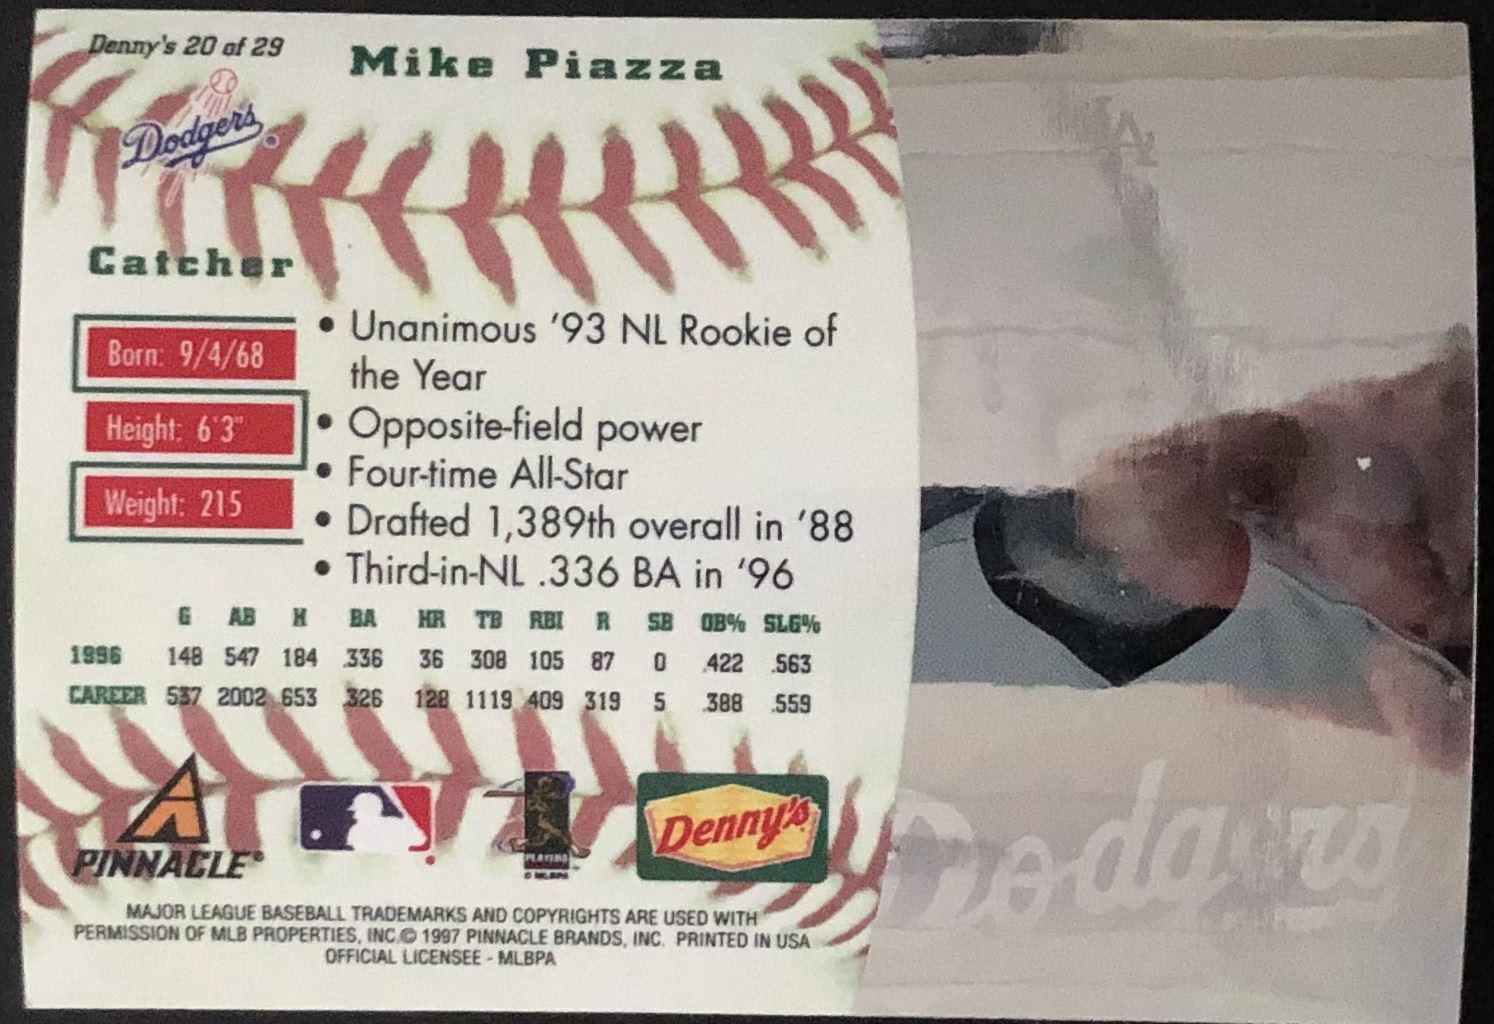 Denny's 20 of 29
Mike Piazza
Dodgers
Catcher
Born: 9/4/68
Height: 6'3"
Weight: 215
• Unanimous '93 NL Rookie of
the Year
• Opposite-field power
• Four-time All-Star
• Drafted 1,389th overall in '88
• Third-in-NL .336 BA in '96
G AB H BA HR TB RBI R SB OB% SLG%
1996 148 547 184 .336 36 308 105 87 0 .422 .563
CAREER 537 2002 653 .326 128 1119 409 319 5 .388 .559
PINNACLE®
PLAYERS
© MLBPA
Denny's
MAJOR LEAGUE BASEBALL TRADEMARKS AND COPYRIGHTS ARE USED WITH
PERMISSION OF MLB PROPERTIES, INC.© 1997 PINNACLE BRANDS, INC. PRINTED IN USA
OFFICIAL LICENSEE - MLBPA
LA
Dodgers